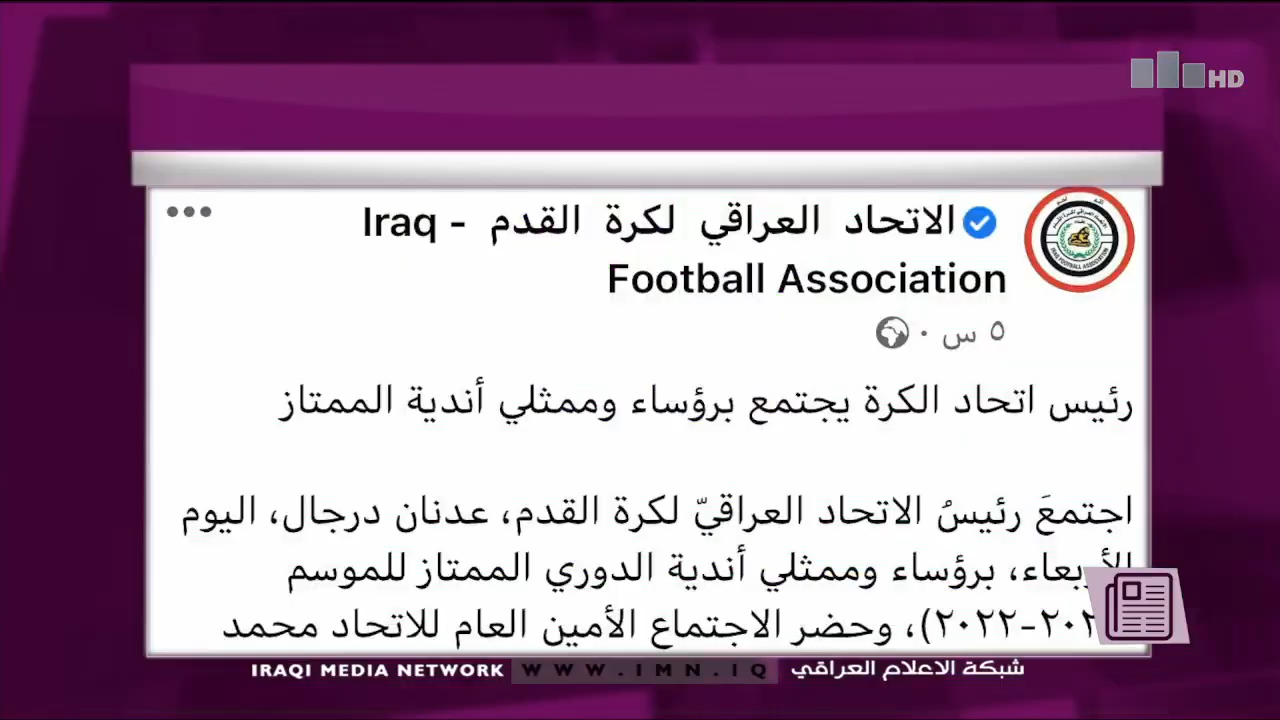 HD
الاتحاد العراقي لكرة القدم - Iraq
Football Association
٥ س ·
رئيس اتحاد الكرة يجتمع برؤساء وممثلي أندية الممتاز
اجتمعَ رئيسُ الاتحاد العراقيّ لكرة القدم، عدنان درجال، اليوم
الأربعاء، برؤساء وممثلي أندية الدوري الممتاز للموسم
٢٠٢٢-٢٠٢)، وحضر الاجتماع الأمين العام للاتحاد محمد
IRAQI MEDIA NETWORK WWW.IMN.IQ شبكة الاعلام العراقي